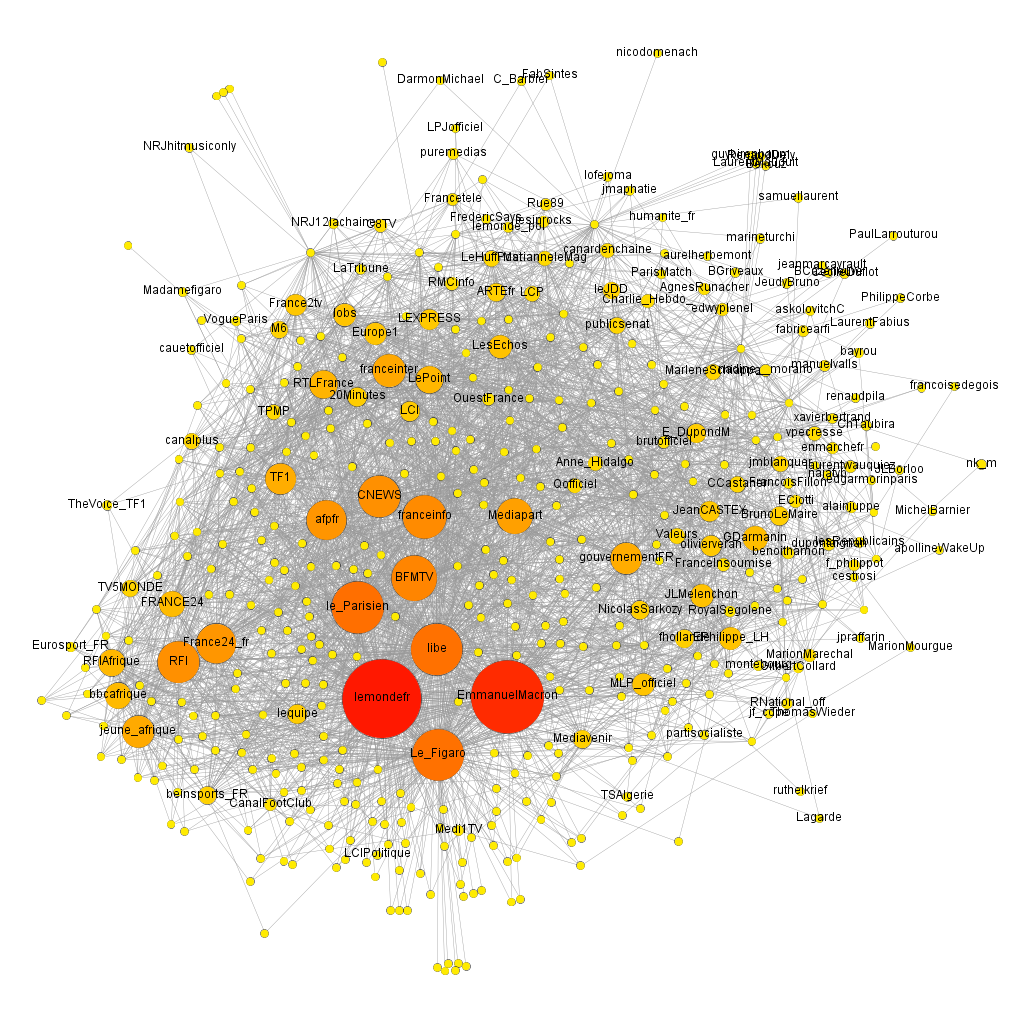 nicodomenach
DarmonMichael
C_Barbier
FabSintes
LPJofficiel
NRJhitmusiconly
puremedias
lofejoma
jmaphatie
samuellaurent
Francetele
Rue89
FredericSays
lesinrocks
lemonde_pol
humanite_fr
NRJ12lachaine
C8TV
marineturchi
PaulLarrouturou
canardenchaine
aurelherbemont
LeHuffPost
MarianneleMag
LaTribune
ParisMatch
BGriveaux
jeanmarcayrault
RMCinfo
ARTEfr
LCP
leJDD
AgnesRunacher
JeudyBruno
Madamefigaro
Charlie_Hebdo_
PhilippeCorbe
France2tv
lobs
edwyplenel
askolovitchC
VogueParis
M6
LEXPRESS
publicsenat
fabricearfi
LaurentFabius
Europe1
LesEchos
cauetofficiel
bayrou
manuelvalls
franceinter
LePoint
MarleneSchiappa
nadine__morano
RTLFrance
francoisdegois
20Minutes
OuestFrance
renaudpila
TPMP
LCI
xavierbertrand
ChTaubira
canalplus
E_DupondM
vpecresse
brutofficiel
enmarchefr
Anne_Hidalgo
jmblanquer
laurentwauquiez
nk_m
najatvb
JLBorloo
TF1
Qofficiel
CCastaner
FrancoisFillon
edgarmorinparis
CNEWS
ECiotti
TheVoice_TF1
alainjuppe
MichelBarnier
afpfr
franceinfo
Mediapart
JeanCASTEX
BrunoLeMaire
Valeurs
GDarmanin
lesRepublicains
olivierveran
dupontaignan
apollineWakeUp
gouvernementFR
benoithamon
FranceInsoumise
f_philippot
BFMTV
cestrosi
TV5MONDE
FRANCE24
le_Parisien
JLMelenchon
NicolasSarkozy
RoyalSegolene
Eurosport_FR
France24_fr
libe
fhollande
EPhilippe_LH
jpraffarin
MarionMourgue
RFIAfrique
RFI
MarionMarechal
montebourg
GilbertCollard
bbcafrique
lemondefr
EmmanuelMacron
MLP_officiel
RNational_off
lequipe
jf_cope
ThomasWieder
jeune_afrique
Mediavenir
partisocialiste
Le_Figaro
beinsports_FR
TSAlgerie
ruthelkrief
CanalFootClub
Lagarde
Medi1TV
LCIPolitique